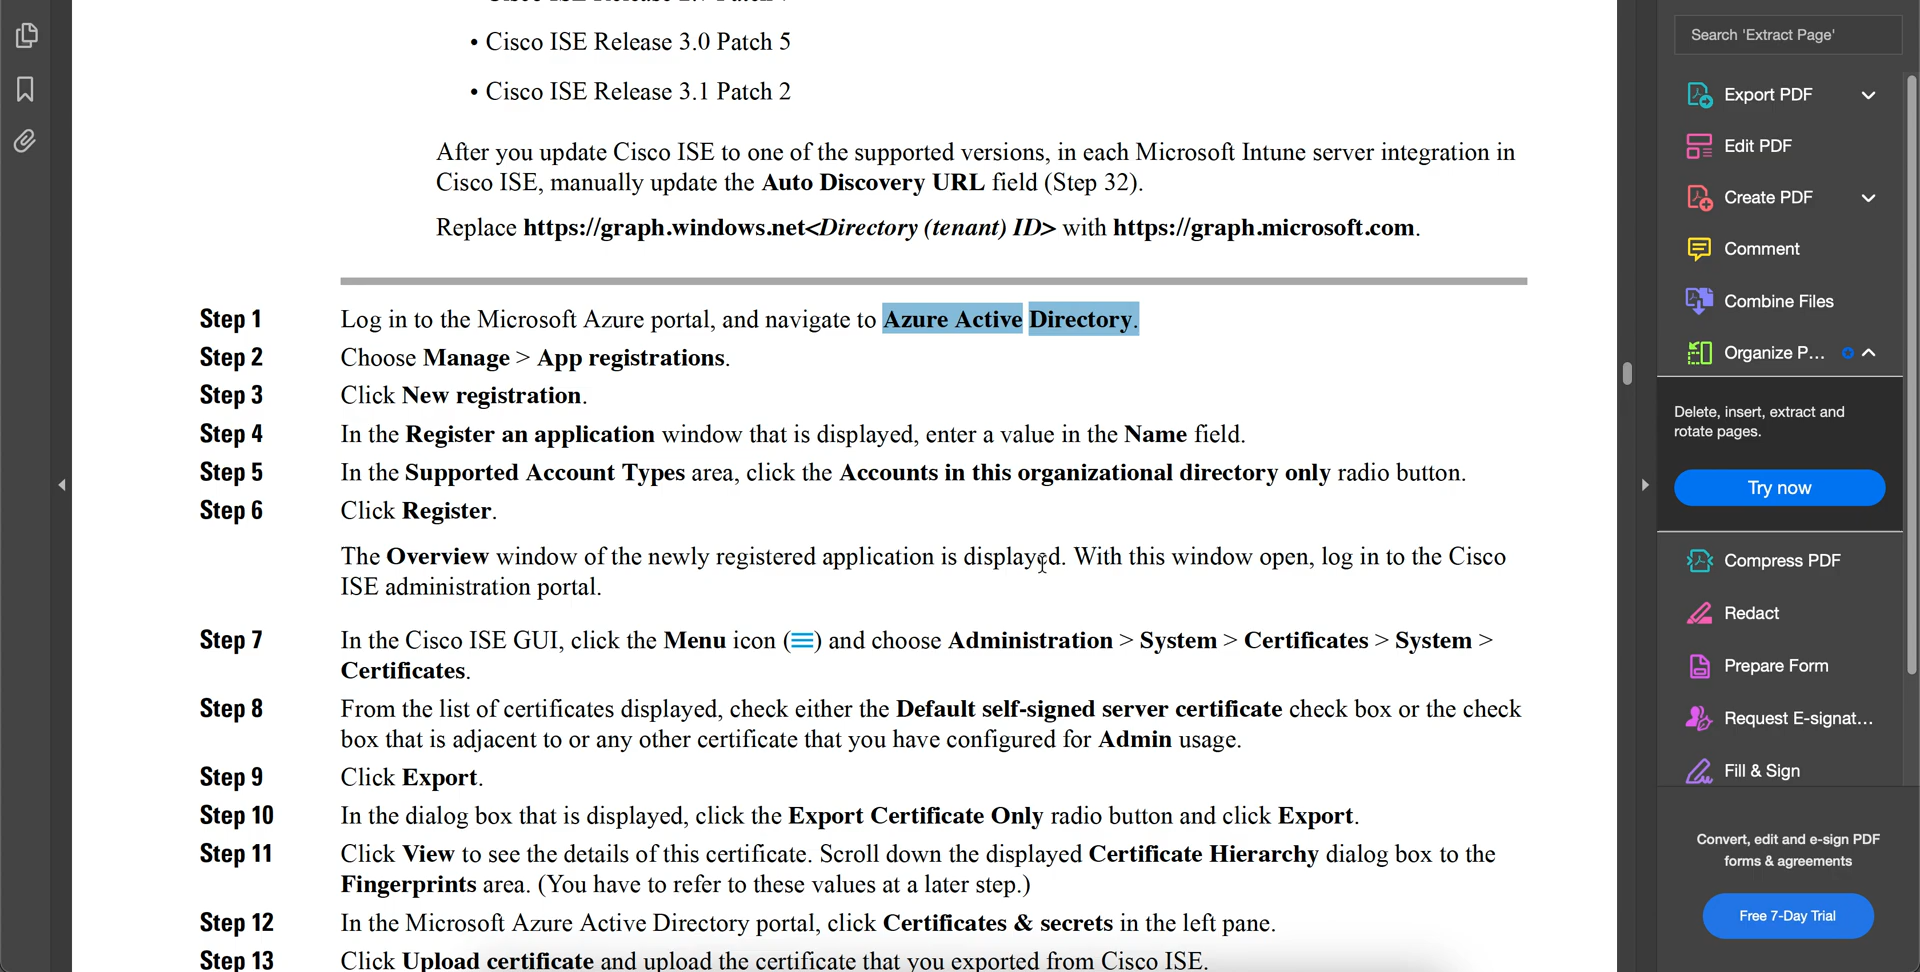 • Cisco ISE Release 3.0 Patch 5
• Cisco ISE Release 3.1 Patch 2
After you update Cisco ISE to one of the supported versions, in each Microsoft Intune server integration in
Cisco ISE, manually update the Auto Discovery URL field (Step 32).
Replace https://graph.windows.net<Directory (tenant) ID> with https://graph.microsoft.com.
Step 1 Log in to the Microsoft Azure portal, and navigate to Azure Active Directory.
Step 2 Choose Manage > App registrations.
Step 3 Click New registration.
Step 4 In the Register an application window that is displayed, enter a value in the Name field.
Step 5 In the Supported Account Types area, click the Accounts in this organizational directory only radio button.
Step 6 Click Register.
The Overview window of the newly registered application is displayed. With this window open, log in to the Cisco
ISE administration portal.
Step 7 In the Cisco ISE GUI, click the Menu icon (☰) and choose Administration > System > Certificates > System >
Certificates.
Step 8 From the list of certificates displayed, check either the Default self-signed server certificate check box or the check
box that is adjacent to or any other certificate that you have configured for Admin usage.
Step 9 Click Export.
Step 10 In the dialog box that is displayed, click the Export Certificate Only radio button and click Export.
Step 11 Click View to see the details of this certificate. Scroll down the displayed Certificate Hierarchy dialog box to the
Fingerprints area. (You have to refer to these values at a later step.)
Step 12 In the Microsoft Azure Active Directory portal, click Certificates & secrets in the left pane.
Step 13 Click Upload certificate and upload the certificate that you exported from Cisco ISE.
Search 'Extract Page'
Export PDF
Edit PDF
Create PDF
Comment
Combine Files
Organize P...
Delete, insert, extract and
rotate pages.
Try now
Compress PDF
Redact
Prepare Form
Request E-signat...
Fill & Sign
Convert, edit and e-sign PDF
forms & agreements
Free 7-Day Trial